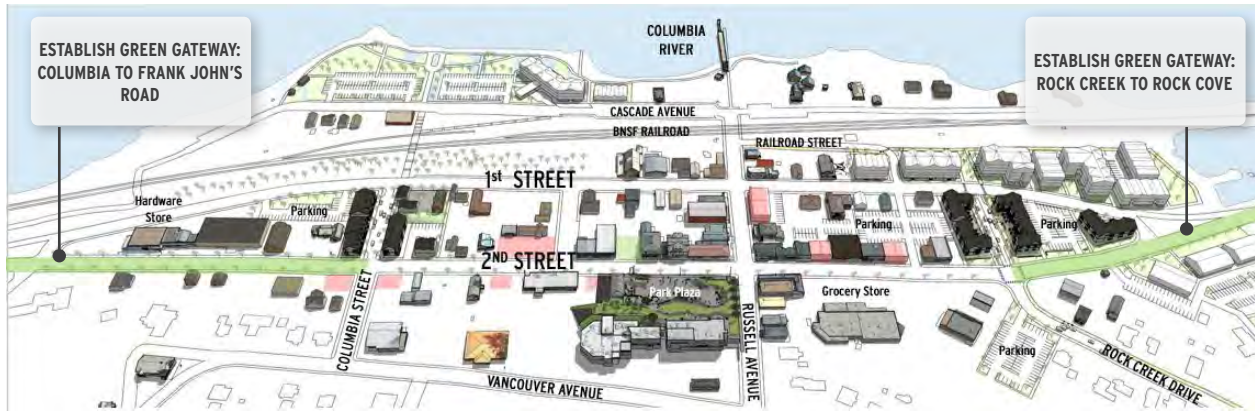 ESTABLISH GREEN GATEWAY:
COLUMBIA TO FRANK JOHN'S
ROAD
COLUMBIA
RIVER
ESTABLISH GREEN GATEWAY:
ROCK CREEK TO ROCK COVE
CASCADE AVENUE
BNSF RAILROAD
RAILROAD STREET
1st STREET
Hardware
Store
Parking
Parking
Parking
2ND STREET
COLUMBIA STREET
Park Plaza
RUSSELL AVENUE
Grocery Store
Parking
ROCK CREEK DRIVE
VANCOUVER AVENUE